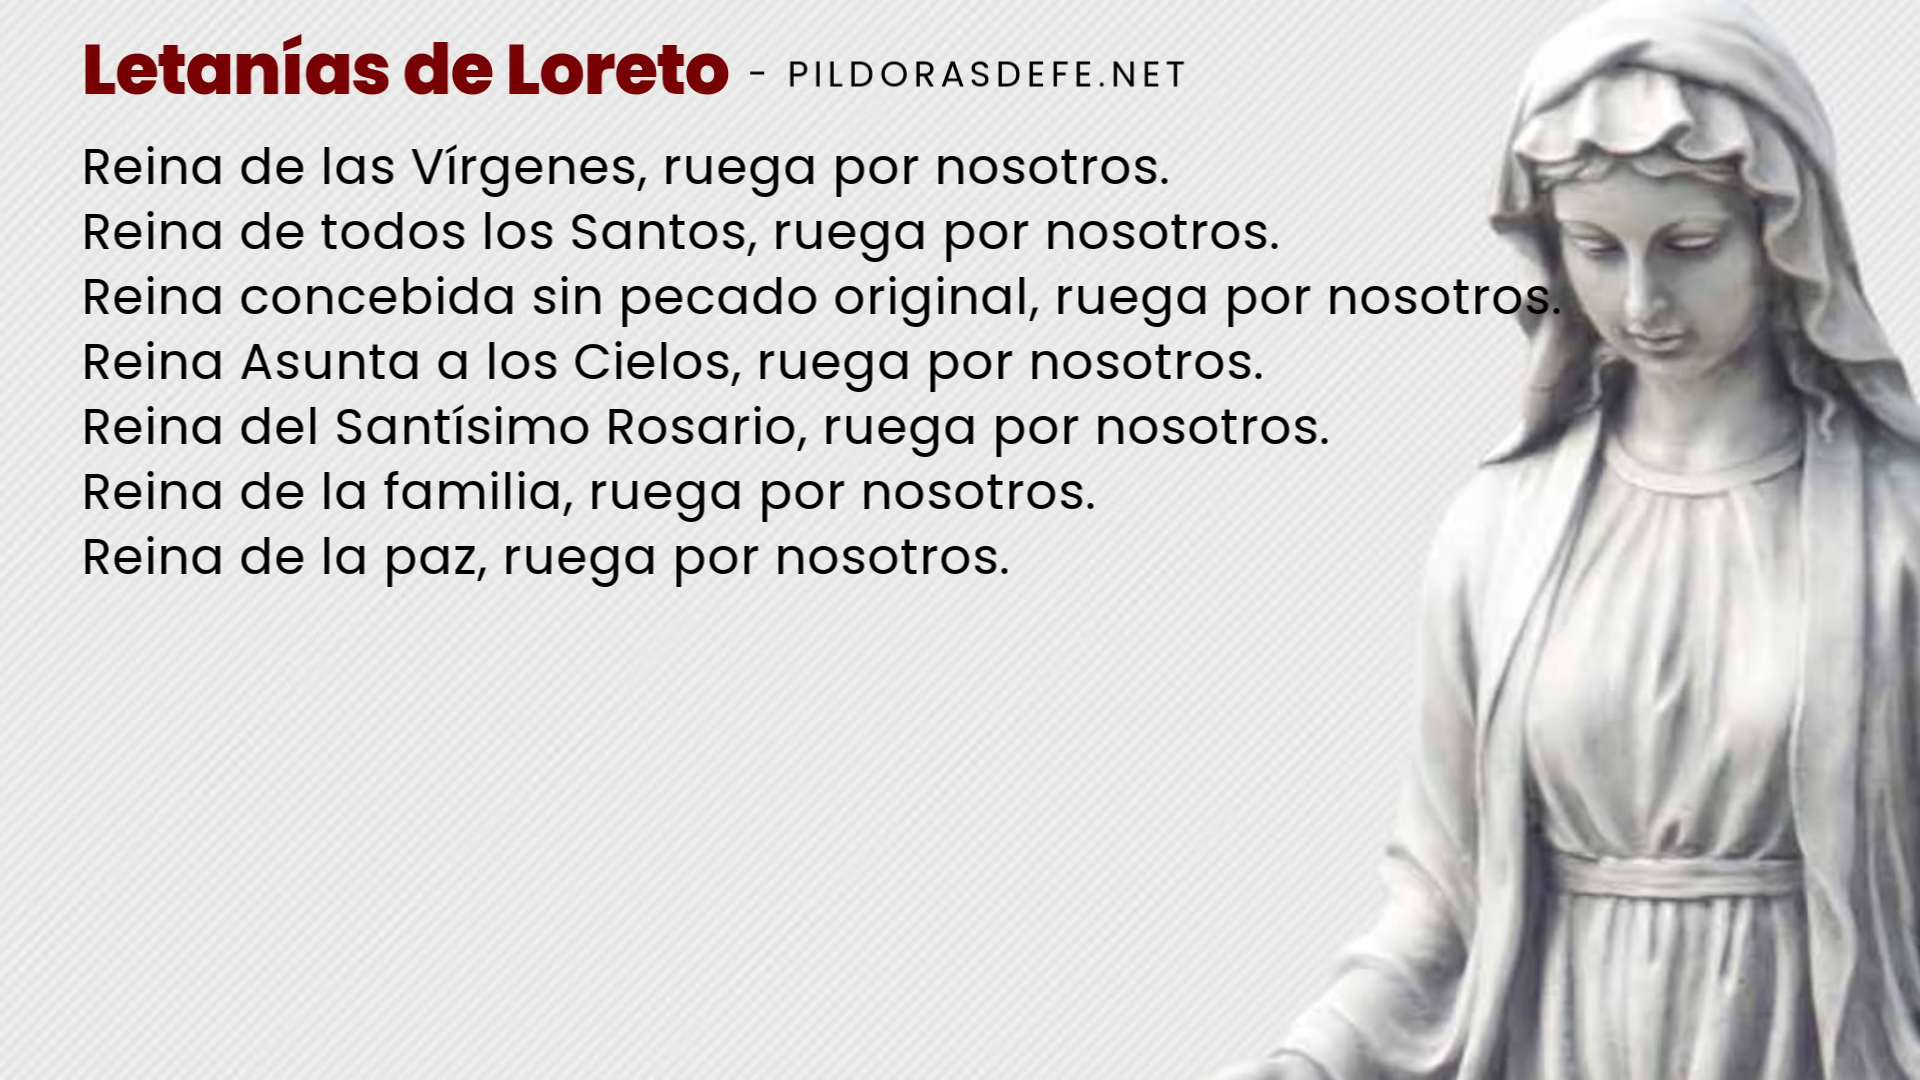 Letanías de Loreto - PILDORASDEFE.NET
Reina de las Vírgenes, ruega por nosotros.
Reina de todos los Santos, ruega por nosotros.
Reina concebida sin pecado original, ruega por nosotros.
Reina Asunta a los Cielos, ruega por nosotros.
Reina del Santísimo Rosario, ruega por nosotros.
Reina de la familia, ruega por nosotros.
Reina de la paz, ruega por nosotros.